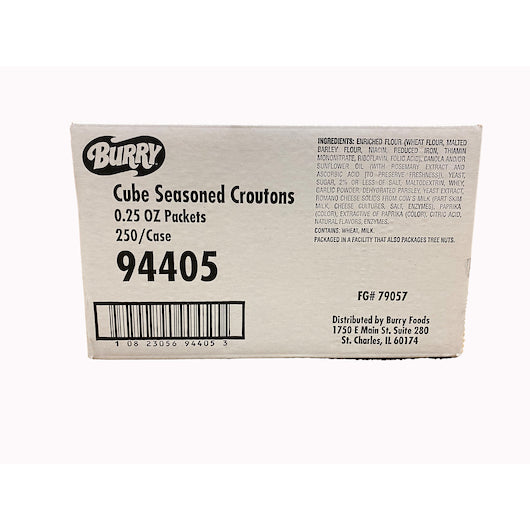 BURRY
Cube Seasoned Croutons
0.25 OZ Packets
250/Case
94405
1 08 23056 94405 3
INGREDIENTS: ENRICHED FLOUR (WHEAT FLOUR, MALTED
BARLEY FLOUR, NIACIN, REDUCED IRON, THIAMIN
MONONITRATE, RIBOFLAVIN, FOLIC ACID), CANOLA AND/OR
SUNFLOWER OIL (WITH ROSEMARY EXTRACT AND
ASCORBIC ACID (TO PRESERVE FRESHNESS)), YEAST,
SUGAR, 2% OR LESS OF SALT, MALTODEXTRIN, WHEY,
GARLIC POWDER, DEHYDRATED PARSLEY, YEAST EXTRACT,
ROMANO CHEESE SOLIDS FROM COW'S MILK (PART SKIM
MILK, CHEESE CULTURES, SALT, ENZYMES), PAPRIKA
(COLOR), EXTRACTIVE OF PAPRIKA (COLOR), CITRIC ACID,
NATURAL FLAVORS, ENZYMES.
CONTAINS: WHEAT, MILK.
PACKAGED IN A FACILITY THAT ALSO PACKAGES TREE NUTS.
FG# 79057
Distributed by Burry Foods
1750 E Main St. Suite 280
St. Charles, IL 60174